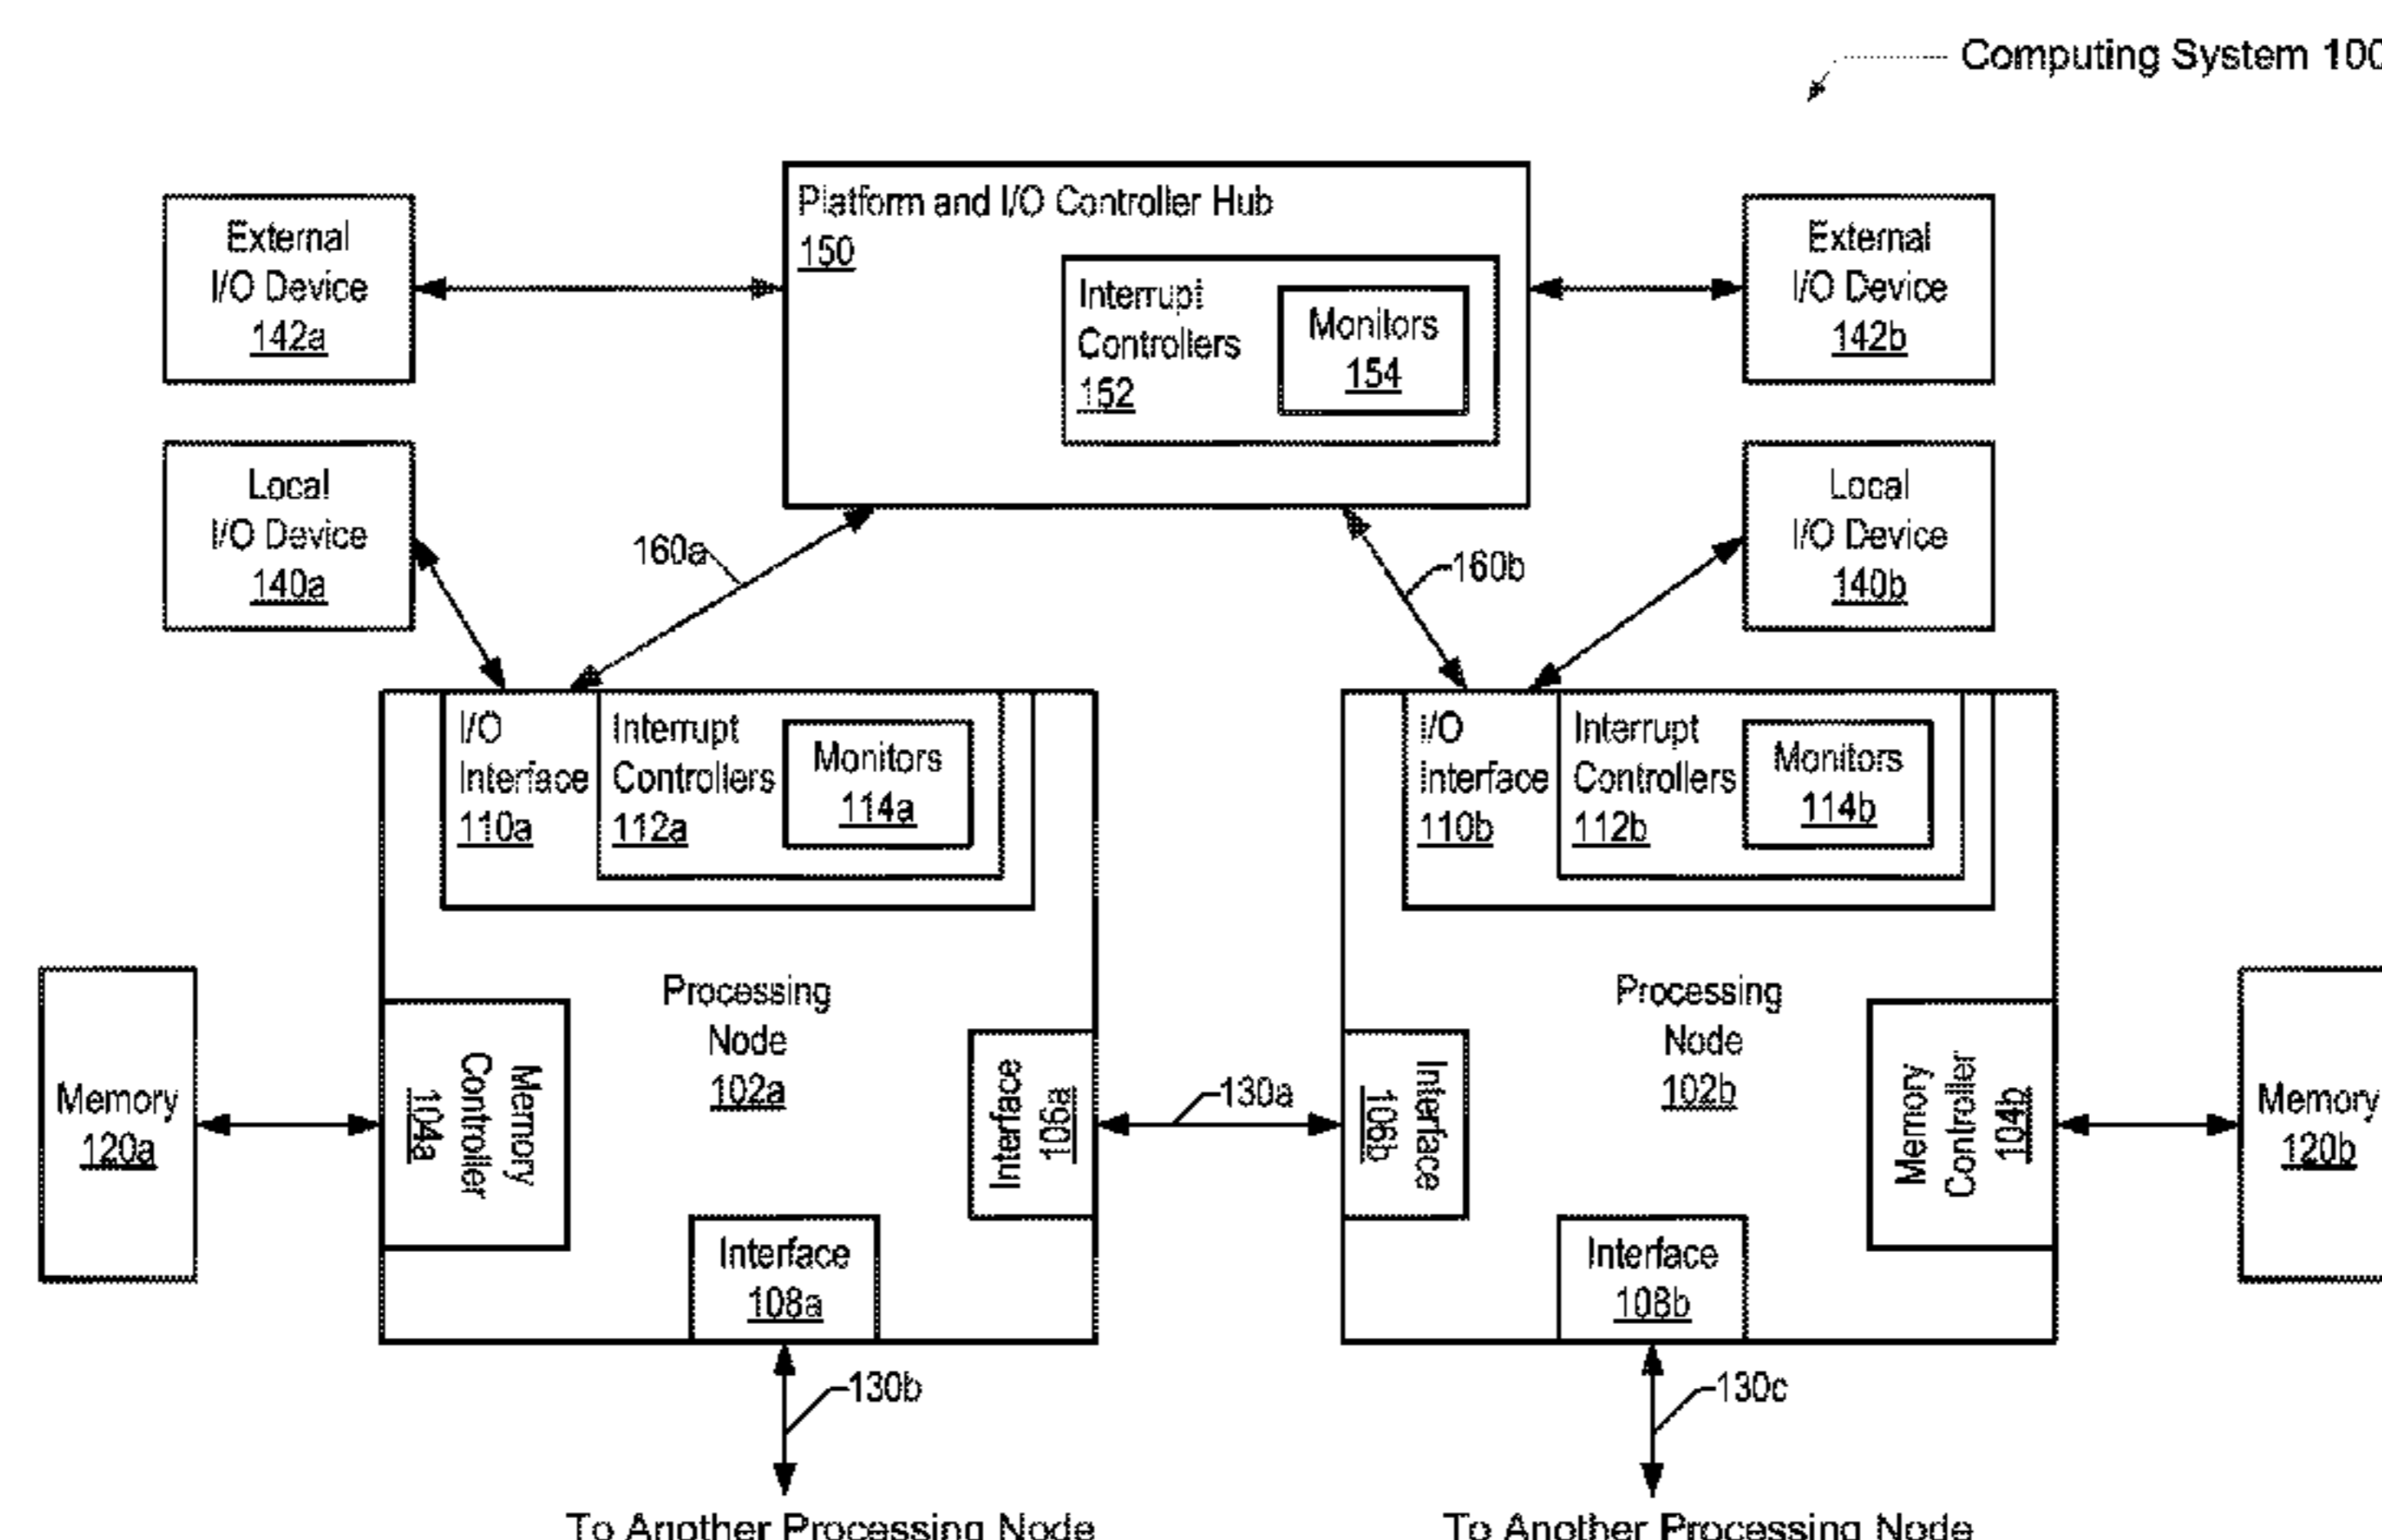 Computing System 100
Platform and I/O Controller Hub
150
External
I/O Device
142a
Interrupt
Controllers
152
Monitors
154
External
I/O Device
142b
Local
I/O Device
140a
160a
160b
Local
I/O Device
140b
I/O
Interface
110a
Interrupt
Controllers
112a
Monitors
114a
I/O
Interface
110b
Interrupt
Controllers
112b
Monitors
114b
Memory
120a
Memory
Controller
104a
Processing
Node
102a
Interface
106a
130a
Interface
106b
Processing
Node
102b
Memory
Controller
104b
Memory
120b
Interface
108a
Interface
108b
130b
130c
To Another Processing Node
To Another Processing Node